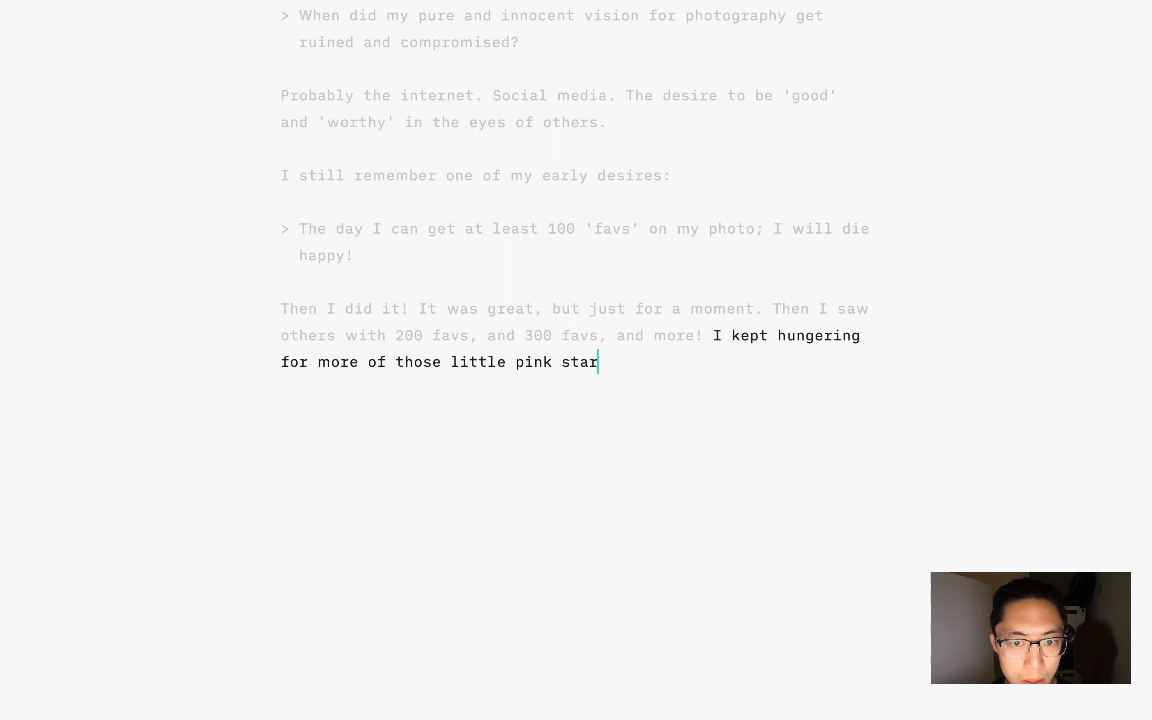 > When did my pure and innocent vision for photography get
ruined and compromised?
Probably the internet. Social media. The desire to be 'good'
and 'worthy' in the eyes of others.
I still remember one of my early desires:
> The day I can get at least 100 'favs' on my photo; I will die
happy!
Then I did it! It was great, but just for a moment. Then I saw
others with 200 favs, and 300 favs, and more! I kept hungering
for more of those little pink star